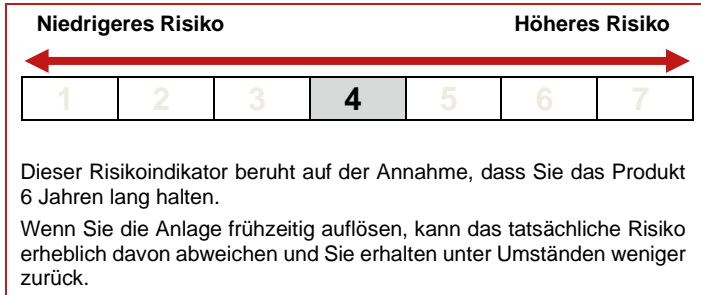 Niedrigeres Risiko Höheres Risiko
1 2 3 4 5 6 7
Dieser Risikoindikator beruht auf der Annahme, dass Sie das Produkt
6 Jahren lang halten.
Wenn Sie die Anlage frühzeitig auflösen, kann das tatsächliche Risiko
erheblich davon abweichen und Sie erhalten unter Umständen weniger
zurück.